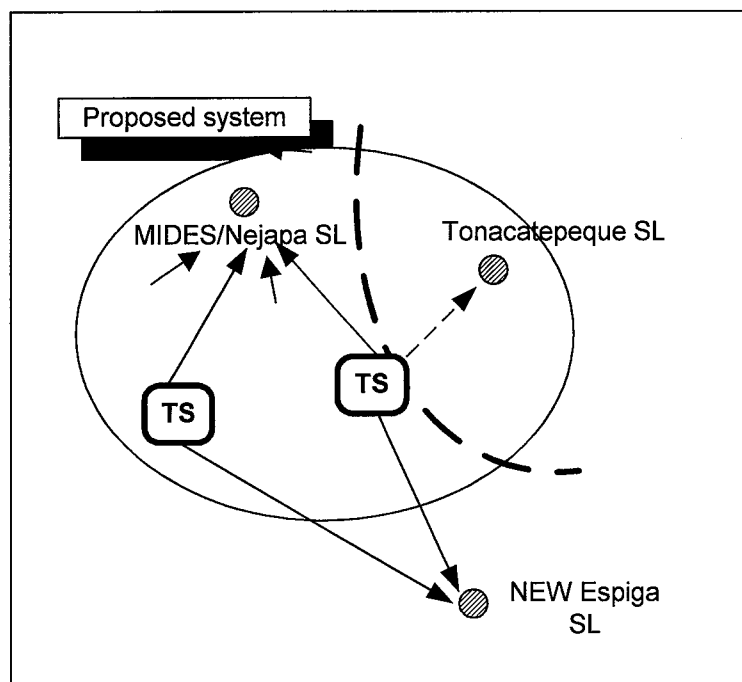 Proposed system
MIDES/Nejapa SL
Tonacatepeque SL
TS
TS
NEW Espiga
SL